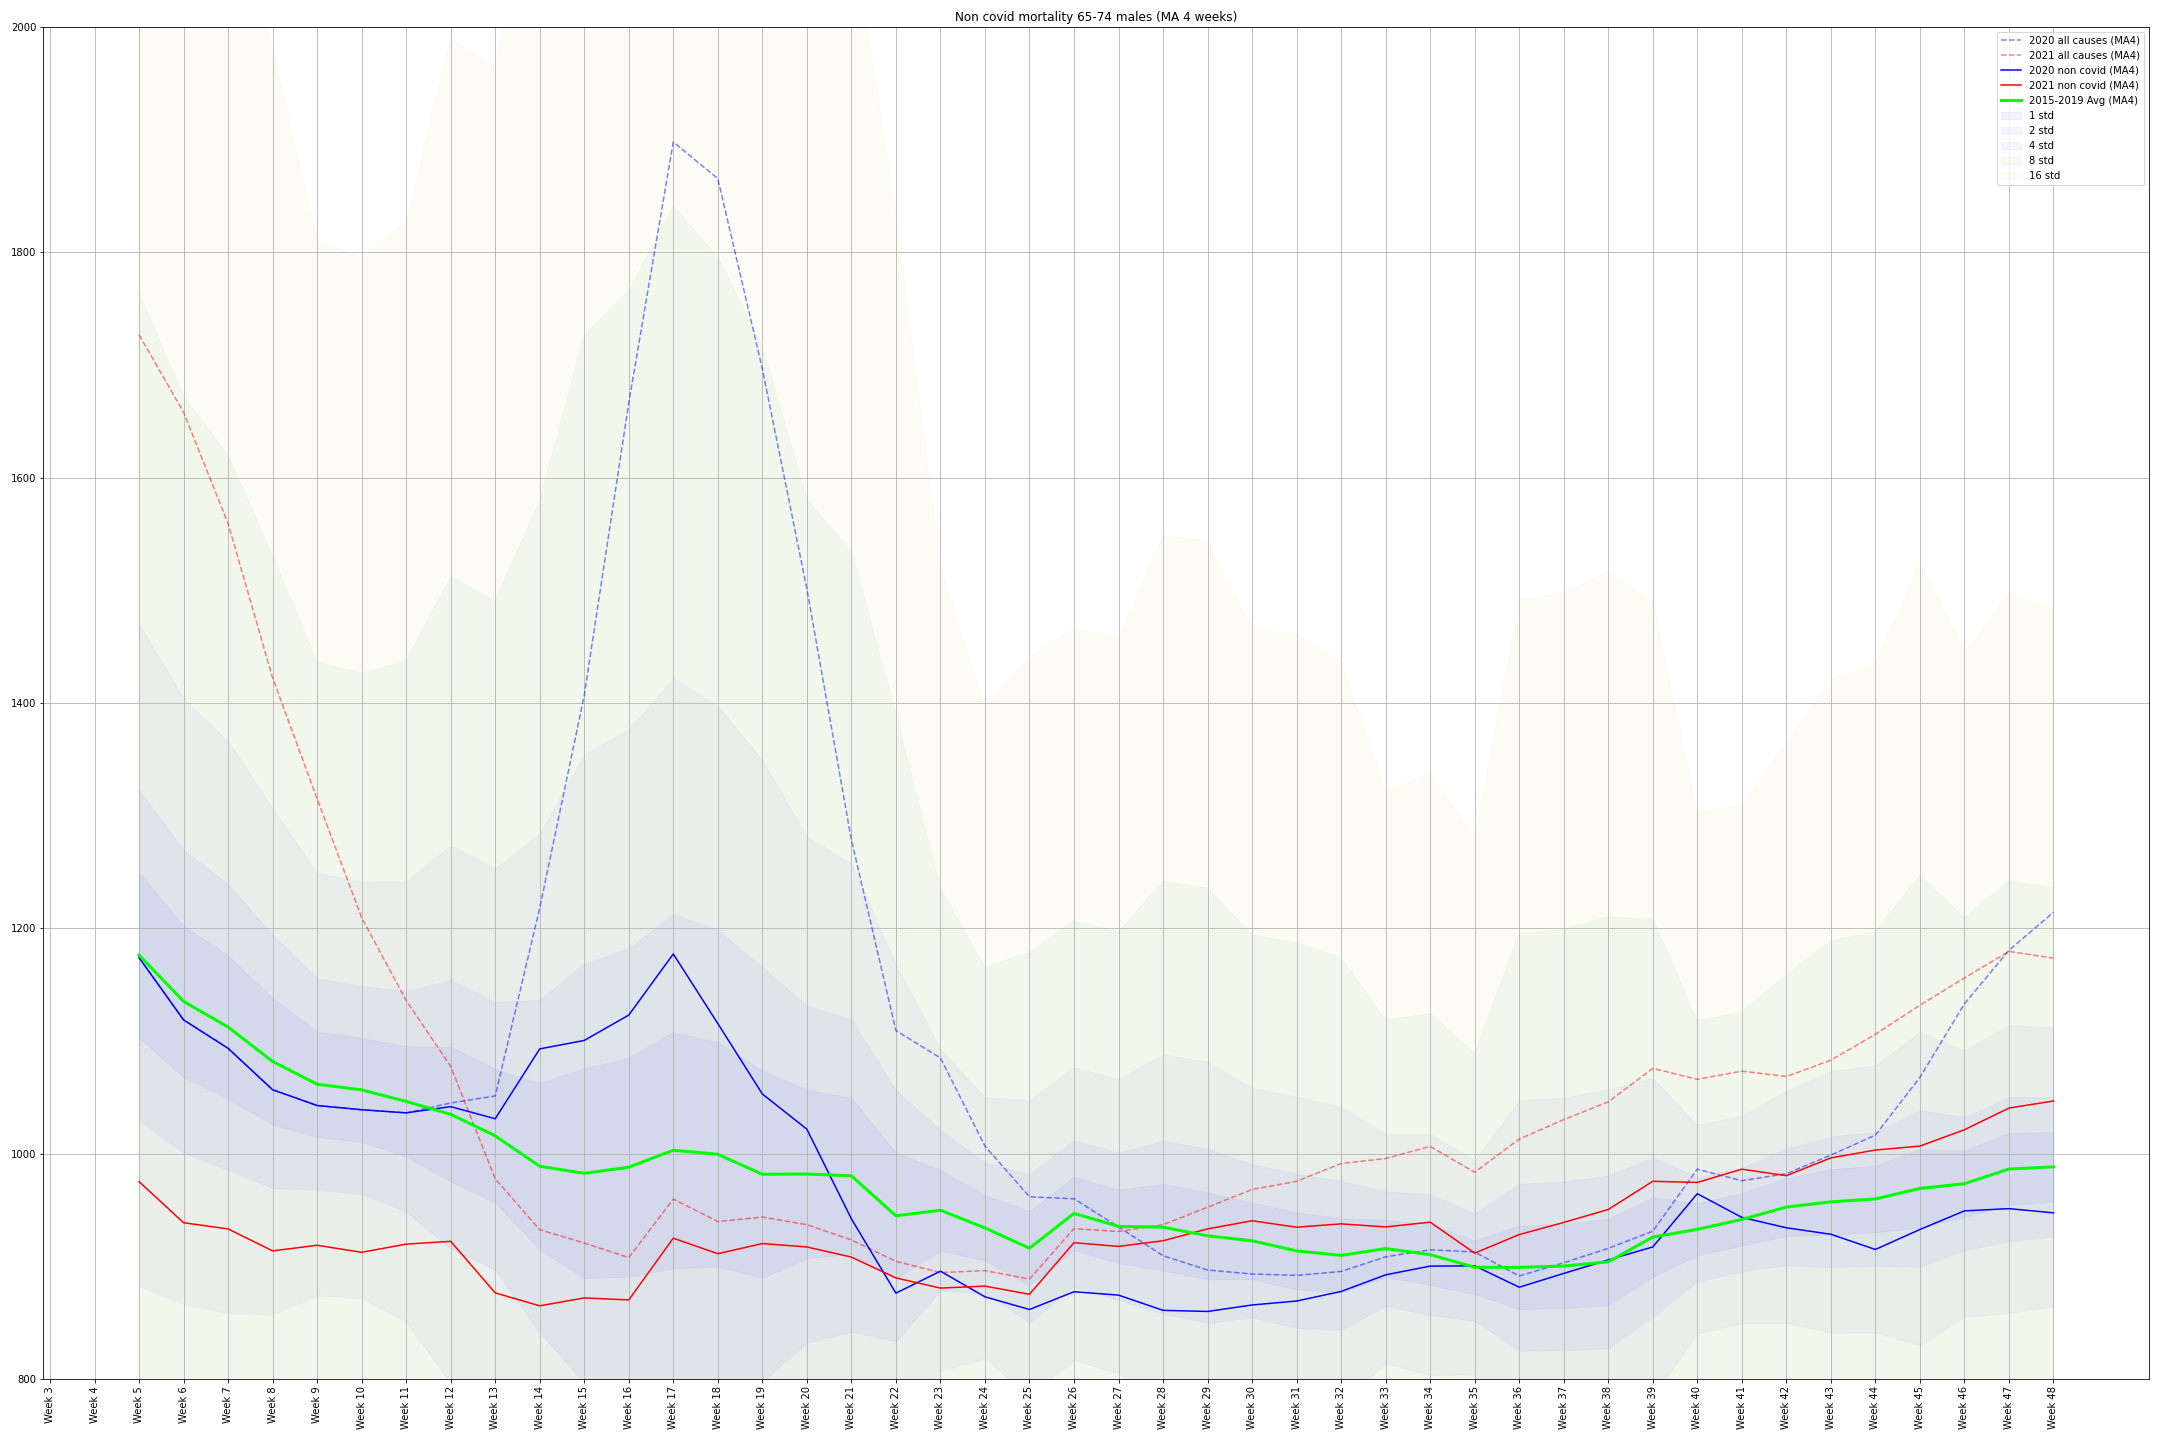 Non covid mortality 65-74 males (MA 4 weeks)
2000
1800
1600
1400
1200
1000
800
2020 all causes (MA4)
2021 all causes (MA4)
2020 non covid (MA4)
2021 non covid (MA4)
2015-2019 Avg (MA4)
1 std
2 std
4 std
8 std
16 std
Week 3
Week 4
Week 5
Week 6
Week 7
Week 8
Week 9
Week 10
Week 11
Week 12
Week 13
Week 14
Week 15
Week 16
Week 17
Week 18
Week 19
Week 20
Week 21
Week 22
Week 23
Week 24
Week 25
Week 26
Week 27
Week 28
Week 29
Week 30
Week 31
Week 32
Week 33
Week 34
Week 35
Week 36
Week 37
Week 38
Week 39
Week 40
Week 41
Week 42
Week 43
Week 44
Week 45
Week 46
Week 47
Week 48